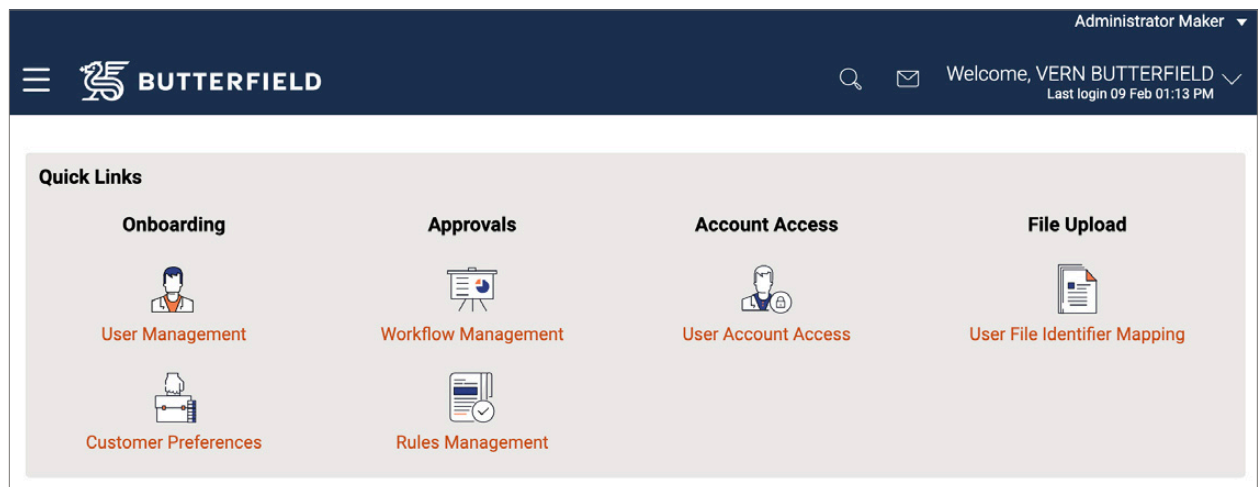 Administrator Maker
BUTTERFIELD
Welcome, VERN BUTTERFIELD
Last login 09 Feb 01:13 PM
Quick Links
Onboarding
Approvals
Account Access
File Upload
User Management
Workflow Management
User Account Access
User File Identifier Mapping
Customer Preferences
Rules Management